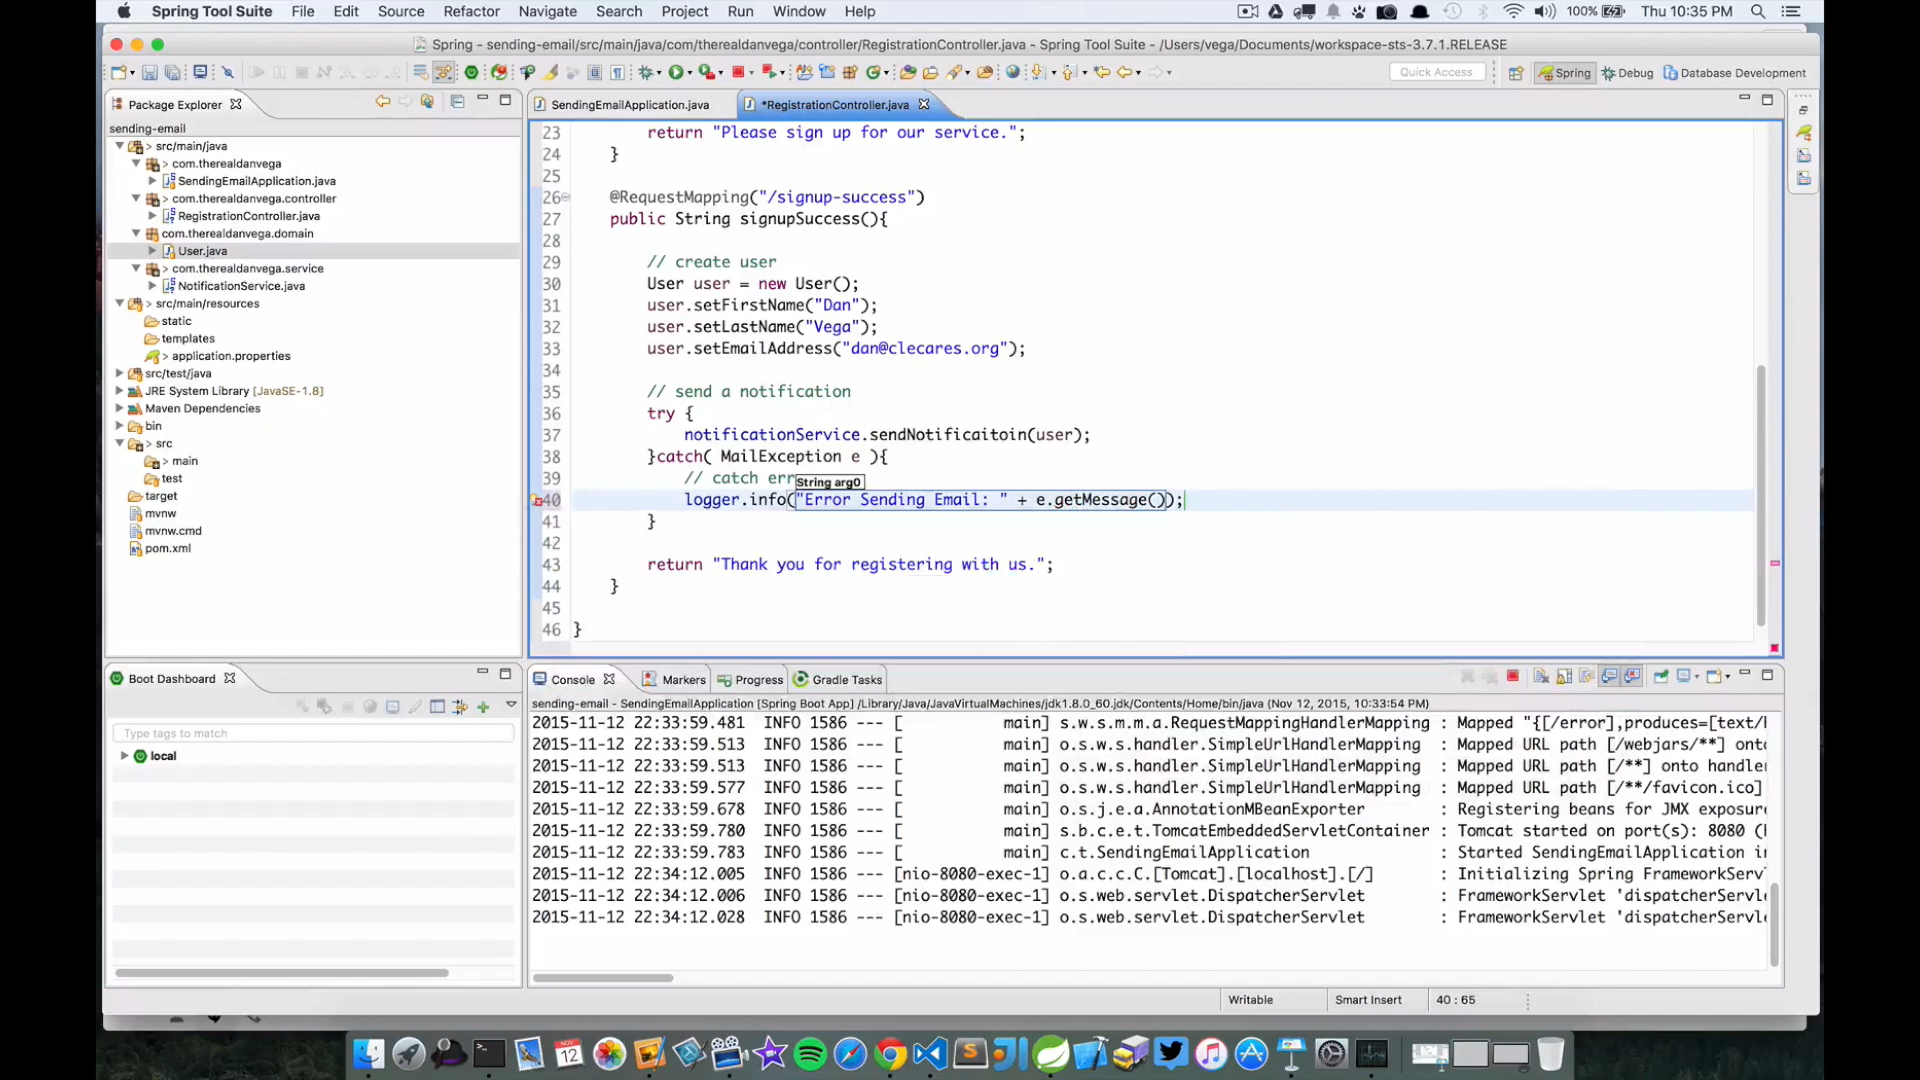 Spring Tool Suite File Edit Source Refactor Navigate Search Project Run Window Help
100% Thu 10:35 PM
Spring - sending-email/src/main/java/com/therealdanvega/controller/RegistrationController.java - Spring Tool Suite - /Users/vega/Documents/workspace-sts-3.7.1.RELEASE
Quick Access Spring Debug Database Development
Package Explorer
sending-email
> src/main/java
> com.therealdanvega
> SendingEmailApplication.java
> com.therealdanvega.controller
> RegistrationController.java
com.therealdanvega.domain
User.java
> com.therealdanvega.service
> NotificationService.java
> src/main/resources
static
templates
> application.properties
> src/test/java
JRE System Library [JavaSE-1.8]
Maven Dependencies
bin
> src
> main
test
target
mvnw
mvnw.cmd
pom.xml
SendingEmailApplication.java
*RegistrationController.java
23 return "Please sign up for our service.";
24 }
25
26 @RequestMapping("/signup-success")
27 public String signupSuccess(){
28
29 // create user
30 User user = new User();
31 user.setFirstName("Dan");
32 user.setLastName("Vega");
33 user.setEmailAddress("dan@clecares.org");
34
35 // send a notification
36 try {
37 notificationService.sendNotificaitoin(user);
38 }catch( MailException e ){
39 // catch err
String arg0
40 logger.info("Error Sending Email: " + e.getMessage());
41 }
42
43 return "Thank you for registering with us.";
44 }
45
46 }
Boot Dashboard
Type tags to match
local
Console Markers Progress Gradle Tasks
sending-email - SendingEmailApplication [Spring Boot App] /Library/Java/JavaVirtualMachines/jdk1.8.0_60.jdk/Contents/Home/bin/java (Nov 12, 2015, 10:33:54 PM)
2015-11-12 22:33:59.481 INFO 1586 --- [ main] s.w.s.m.m.a.RequestMappingHandlerMapping : Mapped "{[/error],produces=[text/h
2015-11-12 22:33:59.513 INFO 1586 --- [ main] o.s.w.s.handler.SimpleUrlHandlerMapping : Mapped URL path [/webjars/**] onto
2015-11-12 22:33:59.513 INFO 1586 --- [ main] o.s.w.s.handler.SimpleUrlHandlerMapping : Mapped URL path [/**] onto handler
2015-11-12 22:33:59.577 INFO 1586 --- [ main] o.s.w.s.handler.SimpleUrlHandlerMapping : Mapped URL path [/**/favicon.ico]
2015-11-12 22:33:59.678 INFO 1586 --- [ main] o.s.j.e.a.AnnotationMBeanExporter : Registering beans for JMX exposure
2015-11-12 22:33:59.780 INFO 1586 --- [ main] s.b.c.e.t.TomcatEmbeddedServletContainer : Tomcat started on port(s): 8080 (h
2015-11-12 22:33:59.783 INFO 1586 --- [ main] c.t.SendingEmailApplication : Started SendingEmailApplication in
2015-11-12 22:34:12.005 INFO 1586 --- [nio-8080-exec-1] o.a.c.c.C.[Tomcat].[localhost].[/] : Initializing Spring FrameworkServl
2015-11-12 22:34:12.006 INFO 1586 --- [nio-8080-exec-1] o.s.web.servlet.DispatcherServlet : FrameworkServlet 'dispatcherServle
2015-11-12 22:34:12.028 INFO 1586 --- [nio-8080-exec-1] o.s.web.servlet.DispatcherServlet : FrameworkServlet 'dispatcherServle
Writable Smart Insert 40 : 65
NOV 12